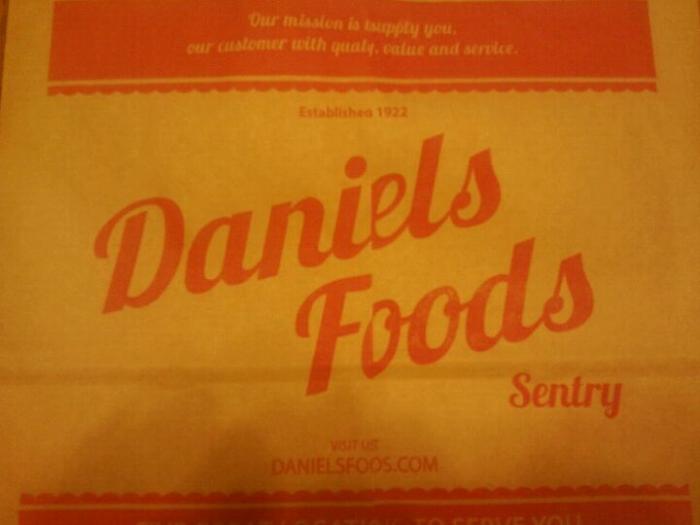 Our mission is tsupply you,
our customer with qualy, value and service.
Established 1922
Daniels
Foods
Sentry
VISIT US
DANIELSFOOS.COM
TO SERVE YOU